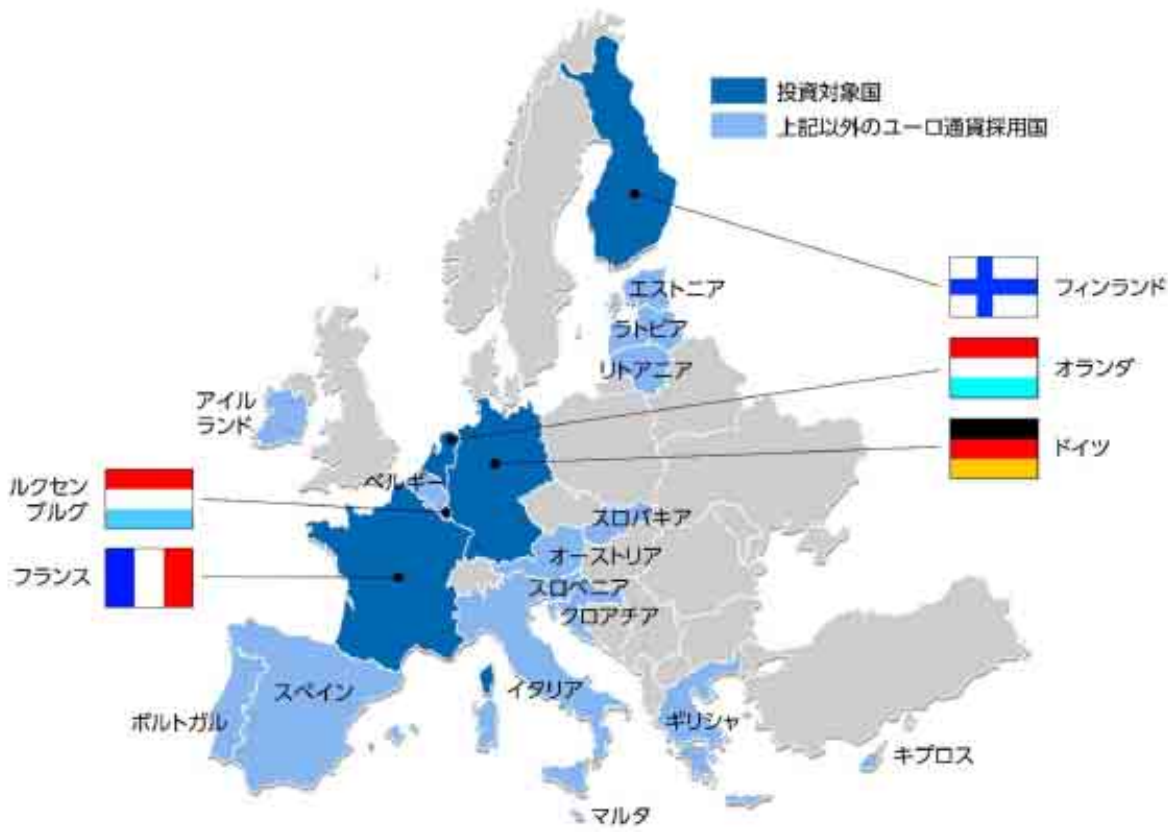 投資対象国
上記以外のユーロ通貨採用国
フィンランド
エストニア
ラトビア
リトアニア
オランダ
アイル
ランド
ドイツ
ベルギー
ルクセン
ブルグ
スロバキア
オーストリア
フランス
スロベニア
クロアチア
スペイン
イタリア
ポルトガル
ギリシャ
キプロス
マルタ